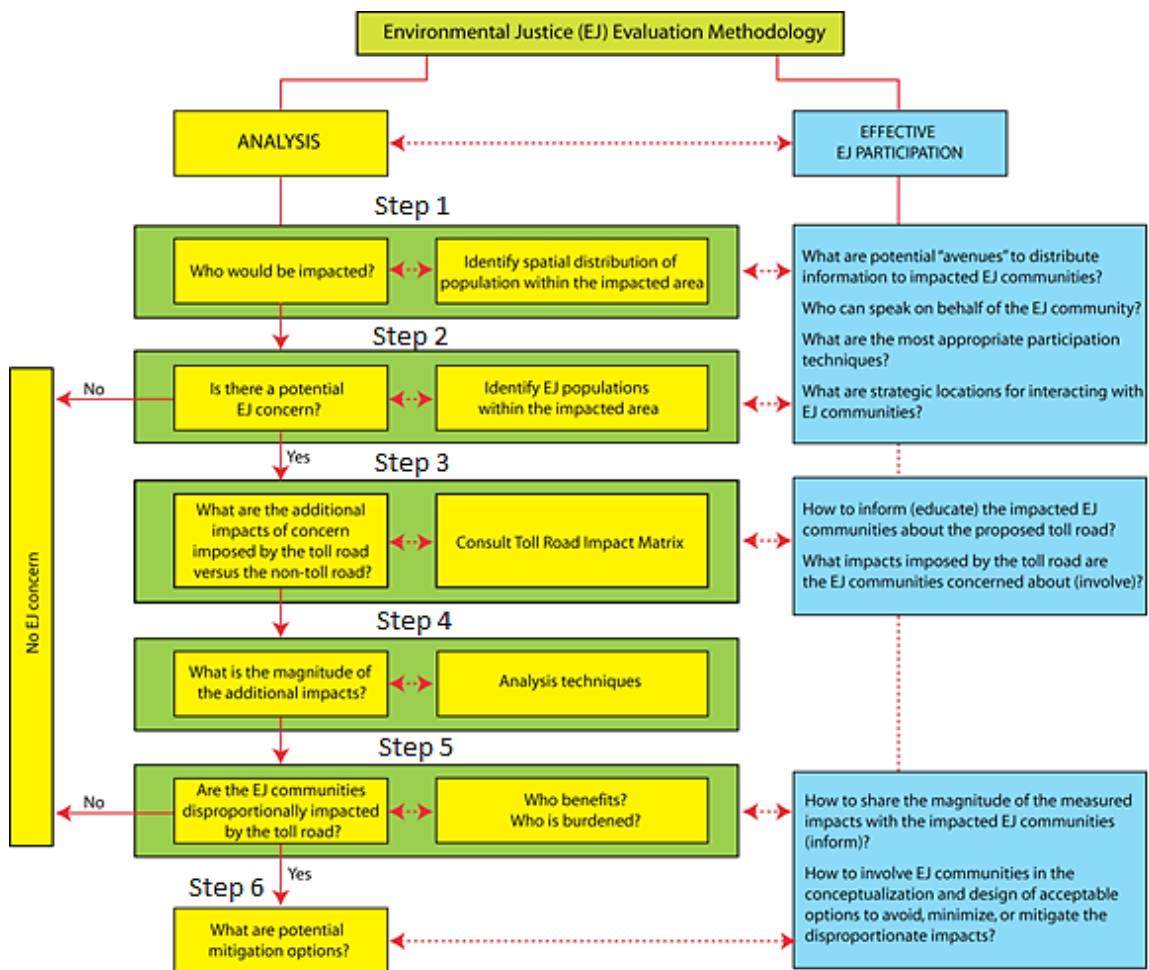 Environmental Justice (EJ) Evaluation Methodology
ANALYSIS
EFFECTIVE
EJ PARTICIPATION
Step 1
Who would be impacted?
Identify spatial distribution of
population within the impacted area
What are potential "avenues" to distribute
information to impacted EJ communities?
Who can speak on behalf of the EJ community?
What are the most appropriate participation
techniques?
What are strategic locations for interacting with
EJ communities?
Step 2
No
Is there a potential
EJ concern?
Identify EJ populations
within the impacted area
Yes
Step 3
What are the additional
impacts of concern
imposed by the toll road
versus the non-toll road?
Consult Toll Road Impact Matrix
How to inform (educate) the impacted EJ
communities about the proposed toll road?
What impacts imposed by the toll road are
the EJ communities concerned about (involve)?
No EJ concern
Step 4
What is the magnitude of
the additional impacts?
Analysis techniques
Step 5
No
Are the EJ communities
disproportionally impacted
by the toll road?
Who benefits?
Who is burdened?
How to share the magnitude of the measured
impacts with the impacted EJ communities
(inform)?
How to involve EJ communities in the
conceptualization and design of acceptable
options to avoid, minimize, or mitigate the
disproportionate impacts?
Yes
Step 6
What are potential
mitigation options?